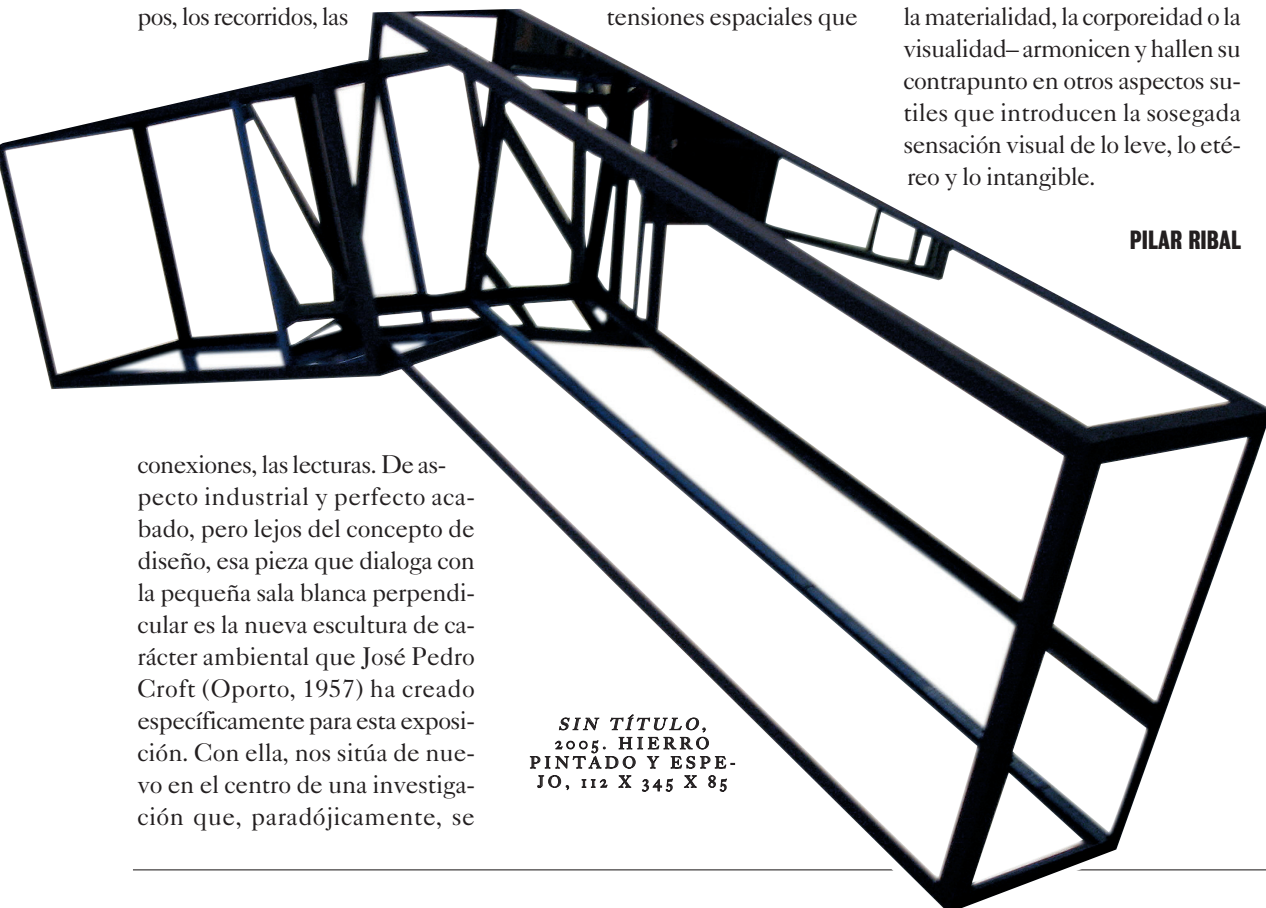 pos, los recorridos, las
conexiones, las lecturas. De as-
pecto industrial y perfecto aca-
bado, pero lejos del concepto de
diseño, esa pieza que dialoga con
la pequeña sala blanca perpendi-
cular es la nueva escultura de ca-
rácter ambiental que José Pedro
Croft (Oporto, 1957) ha creado
específicamente para esta exposi-
ción. Con ella, nos sitúa de nue-
vo en el centro de una investiga-
ción que, paradójicamente, se
tensiones espaciales que
la materialidad, la corporeidad o la
visualidad– armonicen y hallen su
contrapunto en otros aspectos su-
tiles que introducen la sosegada
sensación visual de lo leve, lo eté-
reo y lo intangible.
PILAR RIBAL
SIN TÍTULO,
2005. HIERRO
PINTADO Y ESPE-
JO, 112 X 345 X 85